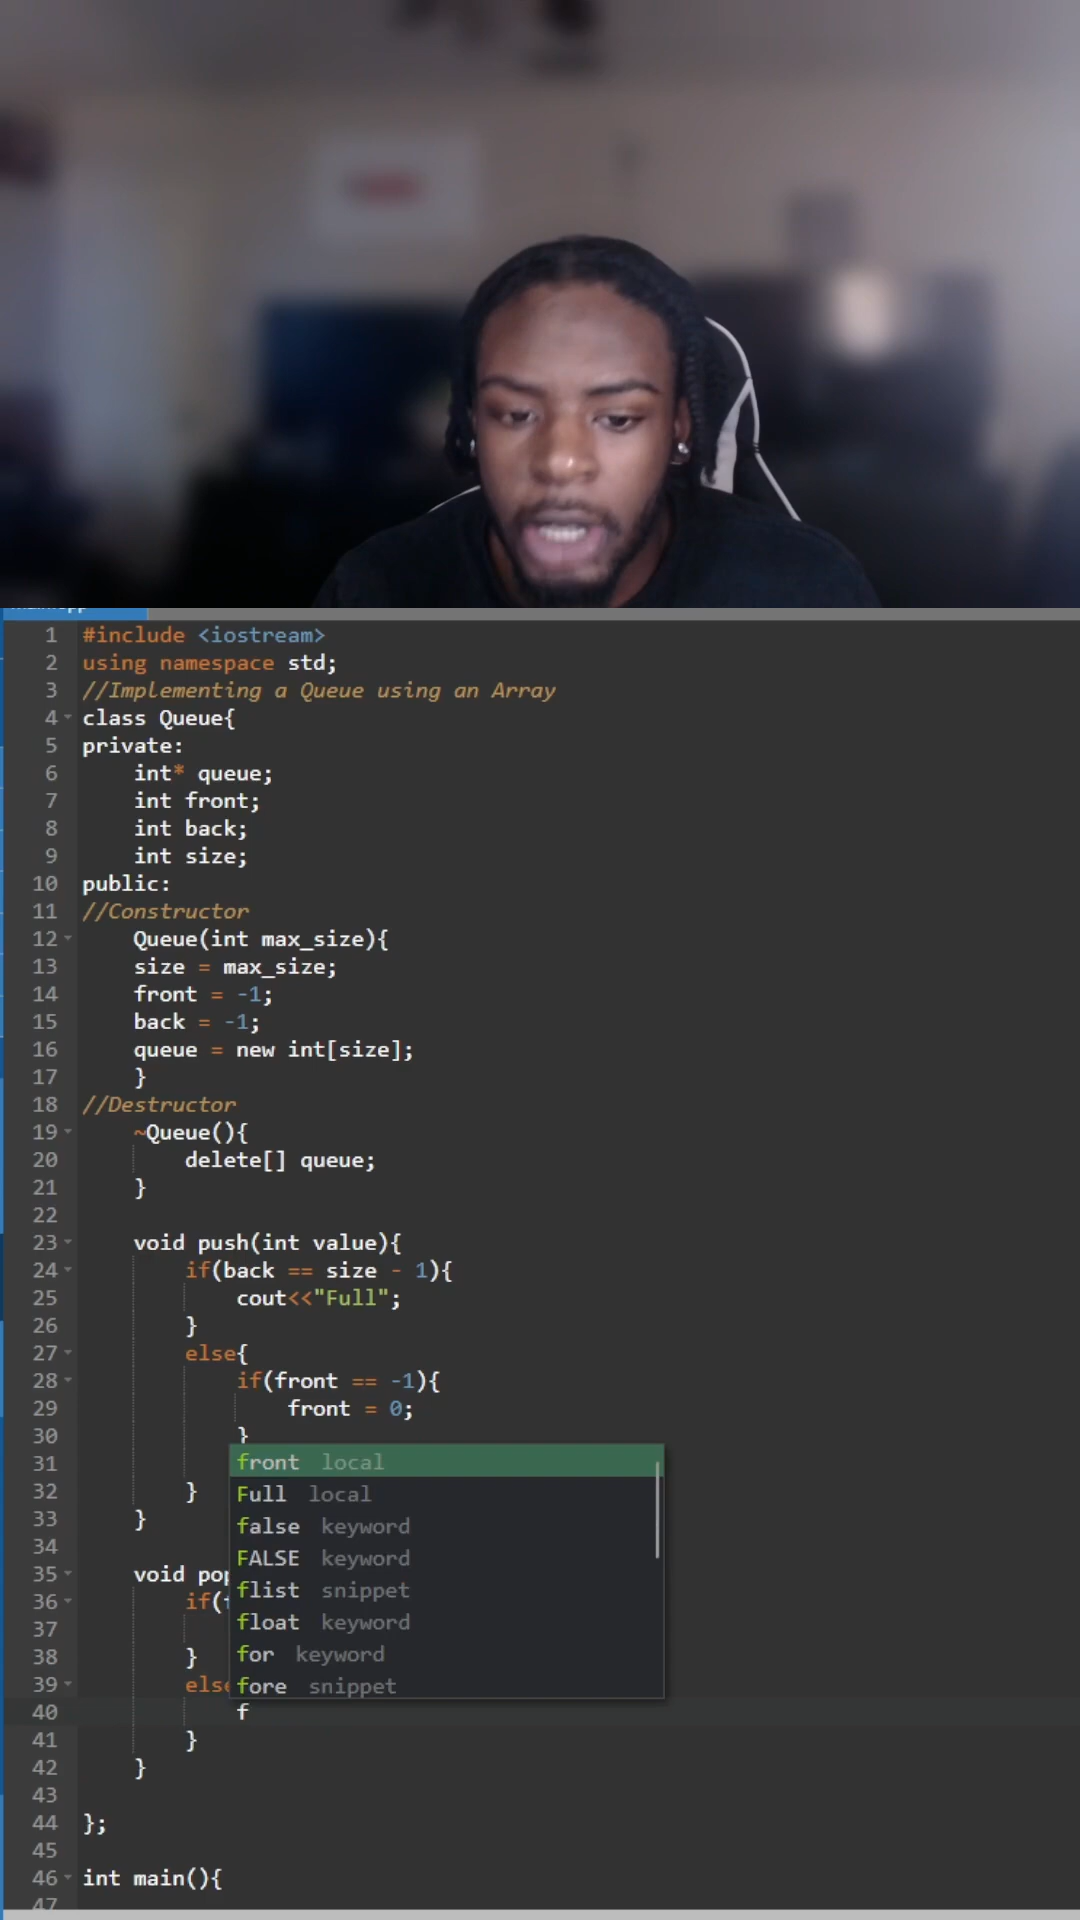 1 #include <iostream>
2 using namespace std;
3 //Implementing a Queue using an Array
4 class Queue{
5 private:
6 int* queue;
7 int front;
8 int back;
9 int size;
10 public:
11 //Constructor
12 Queue(int max_size){
13 size = max_size;
14 front = -1;
15 back = -1;
16 queue = new int[size];
17 }
18 //Destructor
19 ~Queue(){
20 delete[] queue;
21 }
22
23 void push(int value){
24 if(back == size - 1){
25 cout<<"Full";
26 }
27 else{
28 if(front == -1){
29 front = 0;
30 }
front local
31
Full local
32 }
false keyword
33 }
FALSE keyword
34
35 void pop
flist snippet
36 if(
float keyword
37
for keyword
38 }
fore snippet
39 else
40 f
41 }
42 }
43
44 };
45
46 int main(){
47